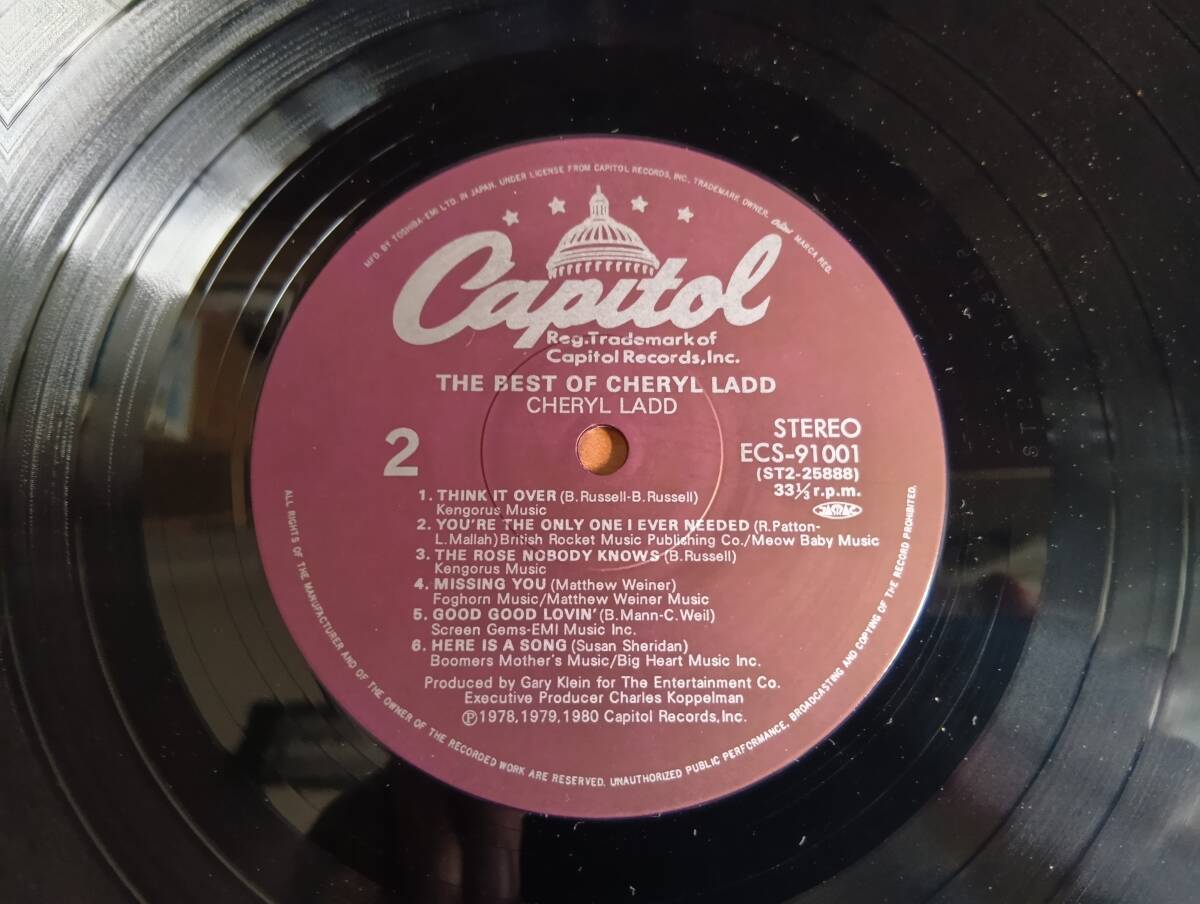 MFD. BY TOSHIBA-EMI LTD. IN JAPAN. UNDER LICENSE FROM CAPITOL RECORDS, INC., TRADEMARK OWNER. Capitol MARCA REG.
Capitol
Reg.Trademark of
Capitol Records,Inc.
THE BEST OF CHERYL LADD
CHERYL LADD
2
STEREO
ECS-91001
(ST2-25888)
33⅓ r.p.m.
JASRAC
1. THINK IT OVER (B.Russell-B.Russell)
Kengorus Music
2. YOU'RE THE ONLY ONE I EVER NEEDED (R.Patton-
L.Mallah) British Rocket Music Publishing Co./Meow Baby Music
3. THE ROSE NOBODY KNOWS (B.Russell)
Kengorus Music
4. MISSING YOU (Matthew Weiner)
Foghorn Music/Matthew Weiner Music
5. GOOD GOOD LOVIN' (B.Mann-C.Weil)
Screen Gems-EMI Music Inc.
6. HERE IS A SONG (Susan Sheridan)
Boomers Mother's Music/Big Heart Music Inc.
Produced by Gary Klein for The Entertainment Co.
Executive Producer Charles Koppelman
Ⓟ1978,1979,1980 Capitol Records,Inc.
ALL RIGHTS OF THE MANUFACTURER AND OF THE OWNER OF THE RECORDED WORK ARE RESERVED. UNAUTHORIZED PUBLIC PERFORMANCE, BROADCASTING AND COPYING OF THE RECORD PROHIBITED.